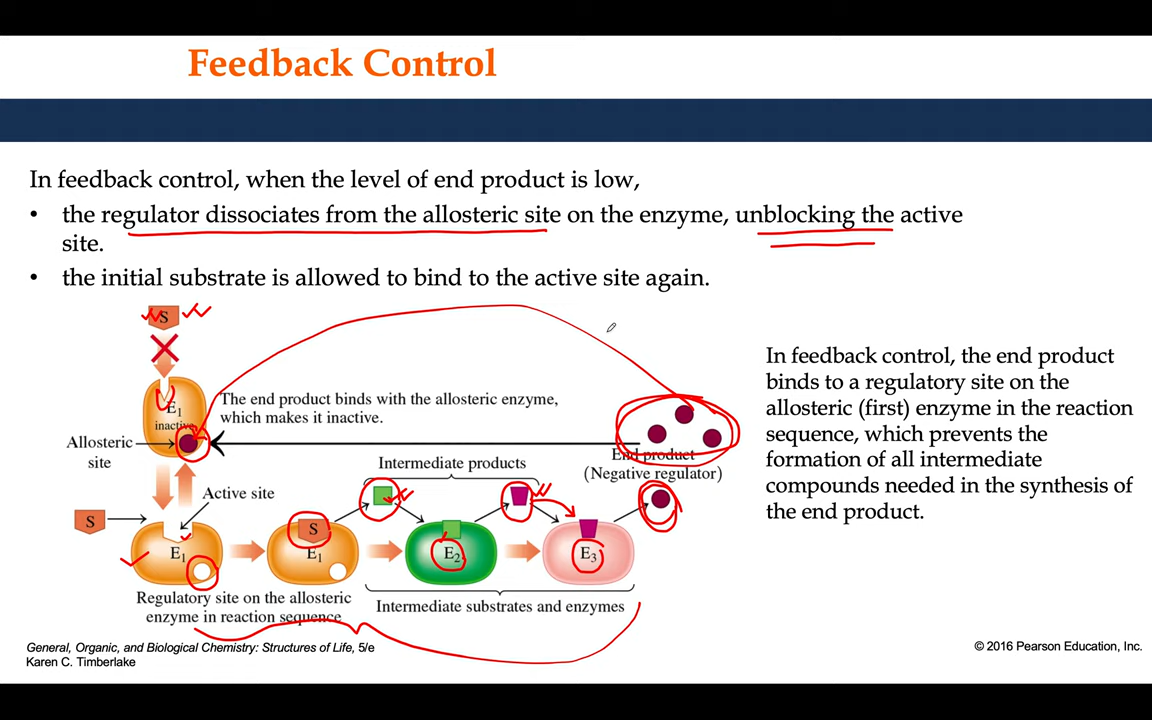 Feedback Control
In feedback control, when the level of end product is low,
• the regulator dissociates from the allosteric site on the enzyme, unblocking the active
site.
• the initial substrate is allowed to bind to the active site again.
S
E1
inactive
The end product binds with the allosteric enzyme,
which makes it inactive.
Allosteric
site
End product
(Negative regulator)
Intermediate products
Active site
S
E1
S
E1
E2
E3
Regulatory site on the allosteric
enzyme in reaction sequence
Intermediate substrates and enzymes
In feedback control, the end product
binds to a regulatory site on the
allosteric (first) enzyme in the reaction
sequence, which prevents the
formation of all intermediate
compounds needed in the synthesis of
the end product.
General, Organic, and Biological Chemistry: Structures of Life, 5/e
Karen C. Timberlake
© 2016 Pearson Education, Inc.